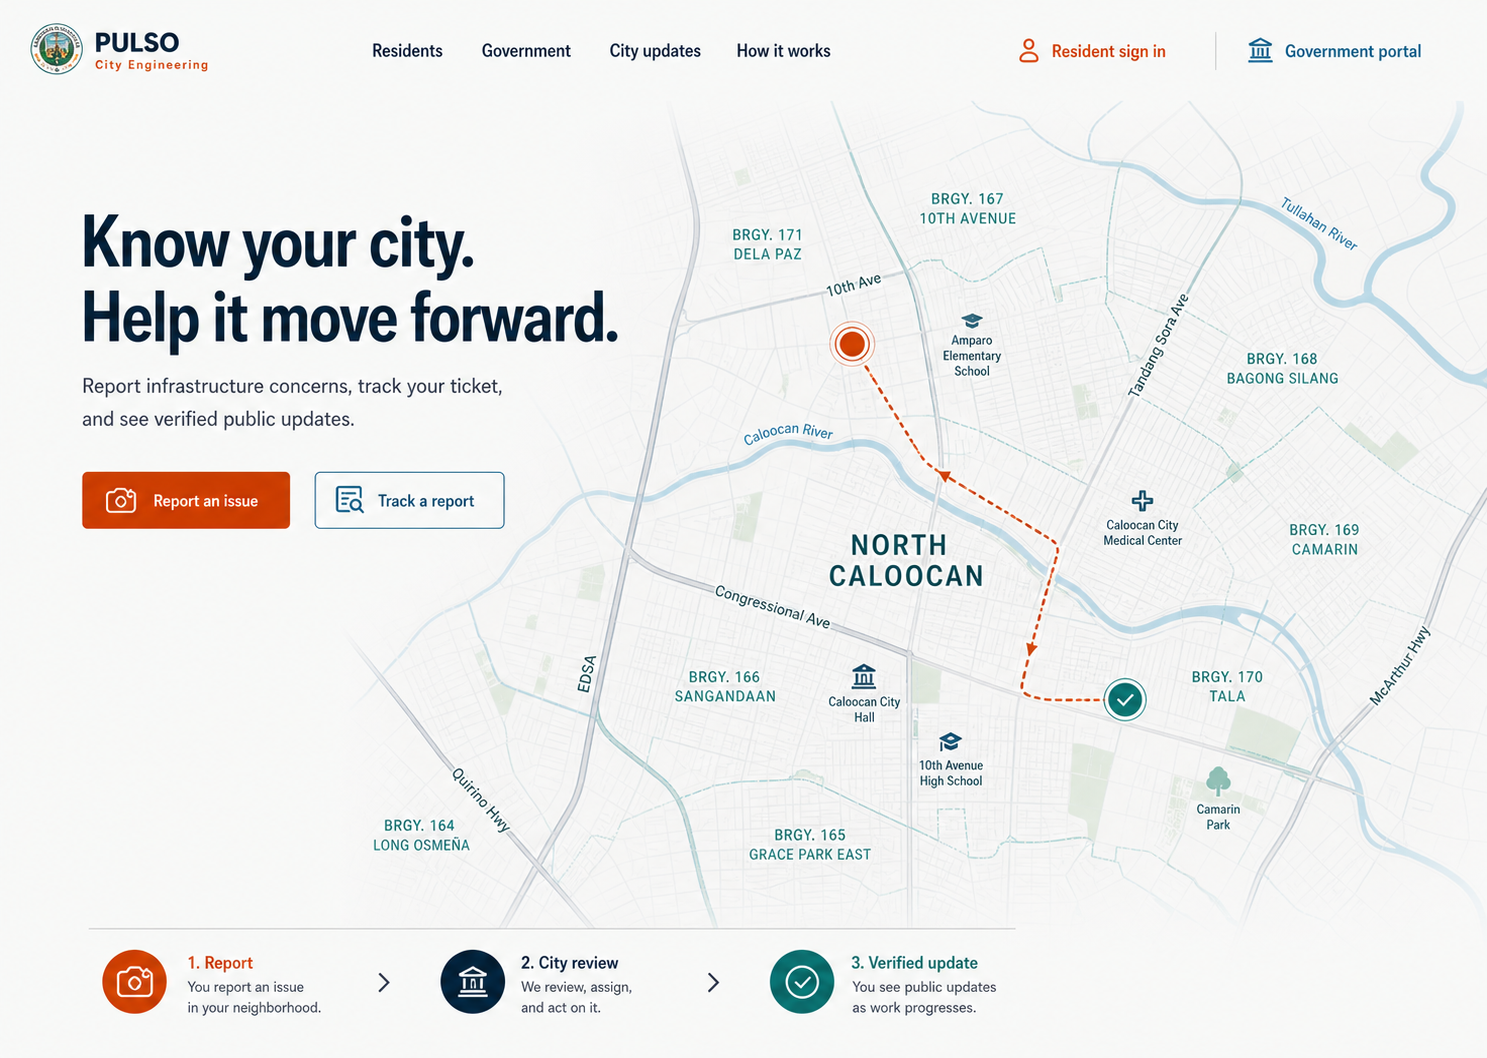 PULSO
City Engineering
Residents
Government
City updates
How it works
Resident sign in
Government portal
Know your city.
Help it move forward.
Report infrastructure concerns, track your ticket,
and see verified public updates.
Report an issue
Track a report
BRGY. 167
10TH AVENUE
BRGY. 171
DELA PAZ
Tullahan River
10th Ave
Amparo
Elementary
School
Tandang Sora Ave
BRGY. 168
BAGONG SILANG
Caloocan River
Caloocan City
Medical Center
BRGY. 169
CAMARIN
NORTH
CALOOCAN
Congressional Ave
EDSA
BRGY. 166
SANGANDAAN
Caloocan City
Hall
BRGY. 170
TALA
McArthur Hwy
10th Avenue
High School
Quirino Hwy
Camarin
Park
BRGY. 164
LONG OSMEÑA
BRGY. 165
GRACE PARK EAST
1. Report
You report an issue
in your neighborhood.
2. City review
We review, assign,
and act on it.
3. Verified update
You see public updates
as work progresses.